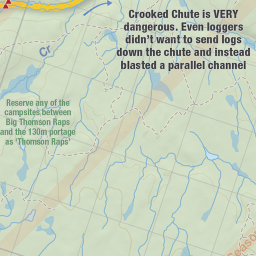 Crooked Chute is VERY
dangerous. Even loggers
didn't want to send logs
down the chute and instead
blasted a parallel channel
Cr
Reserve any of the
campsites between
Big Thomson Raps
and the 130m portage
as 'Thomson Raps'